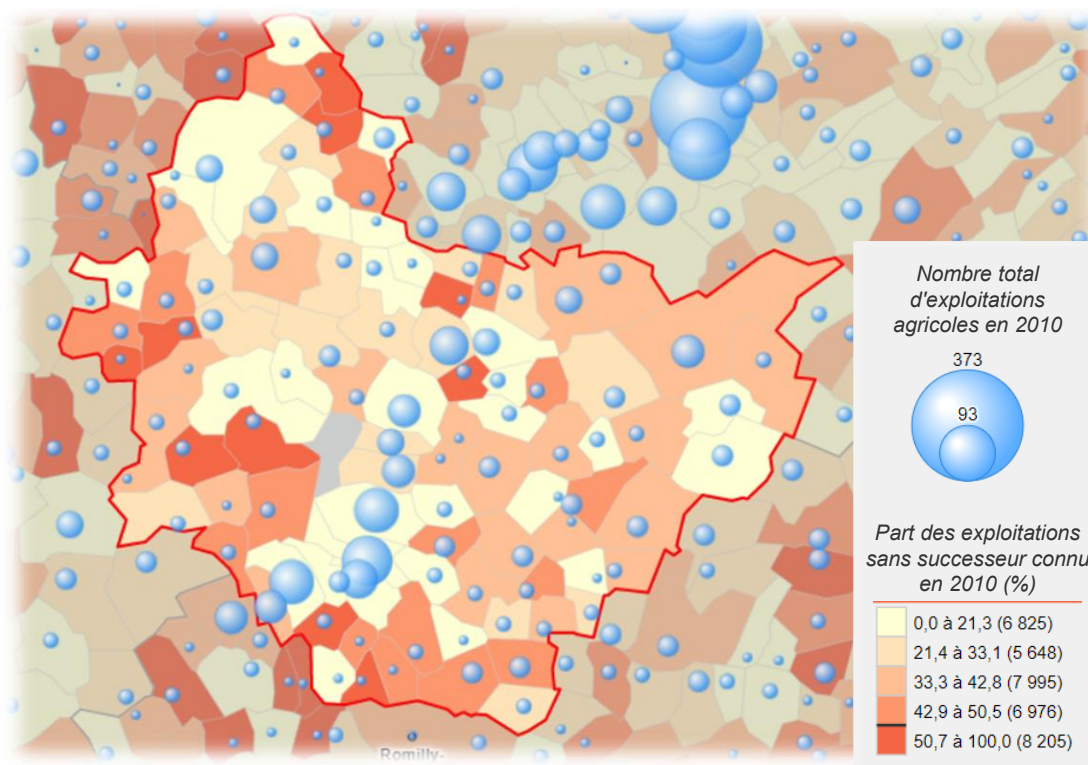 Nombre total
d'exploitations
agricoles en 2010
373
93
Part des exploitations
sans successeur connu
en 2010 (%)
0,0 à 21,3 (6 825)
21,4 à 33,1 (5 648)
33,3 à 42,8 (7 995)
42,9 à 50,5 (6 976)
50,7 à 100,0 (8 205)
Romilly-